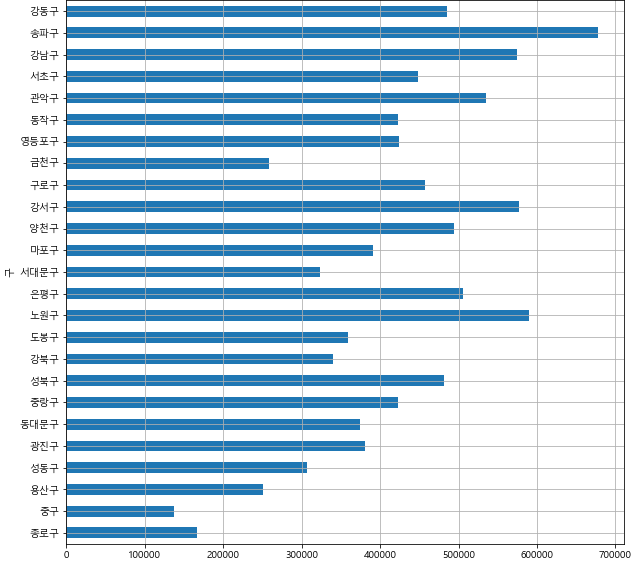 강동구
송파구
강남구
서초구
관악구
동작구
영등포구
금천구
구로구
강서구
양천구
마포구
구
서대문구
은평구
노원구
도봉구
강북구
성북구
중랑구
동대문구
광진구
성동구
용산구
중구
종로구
0 100000 200000 300000 400000 500000 600000 700000